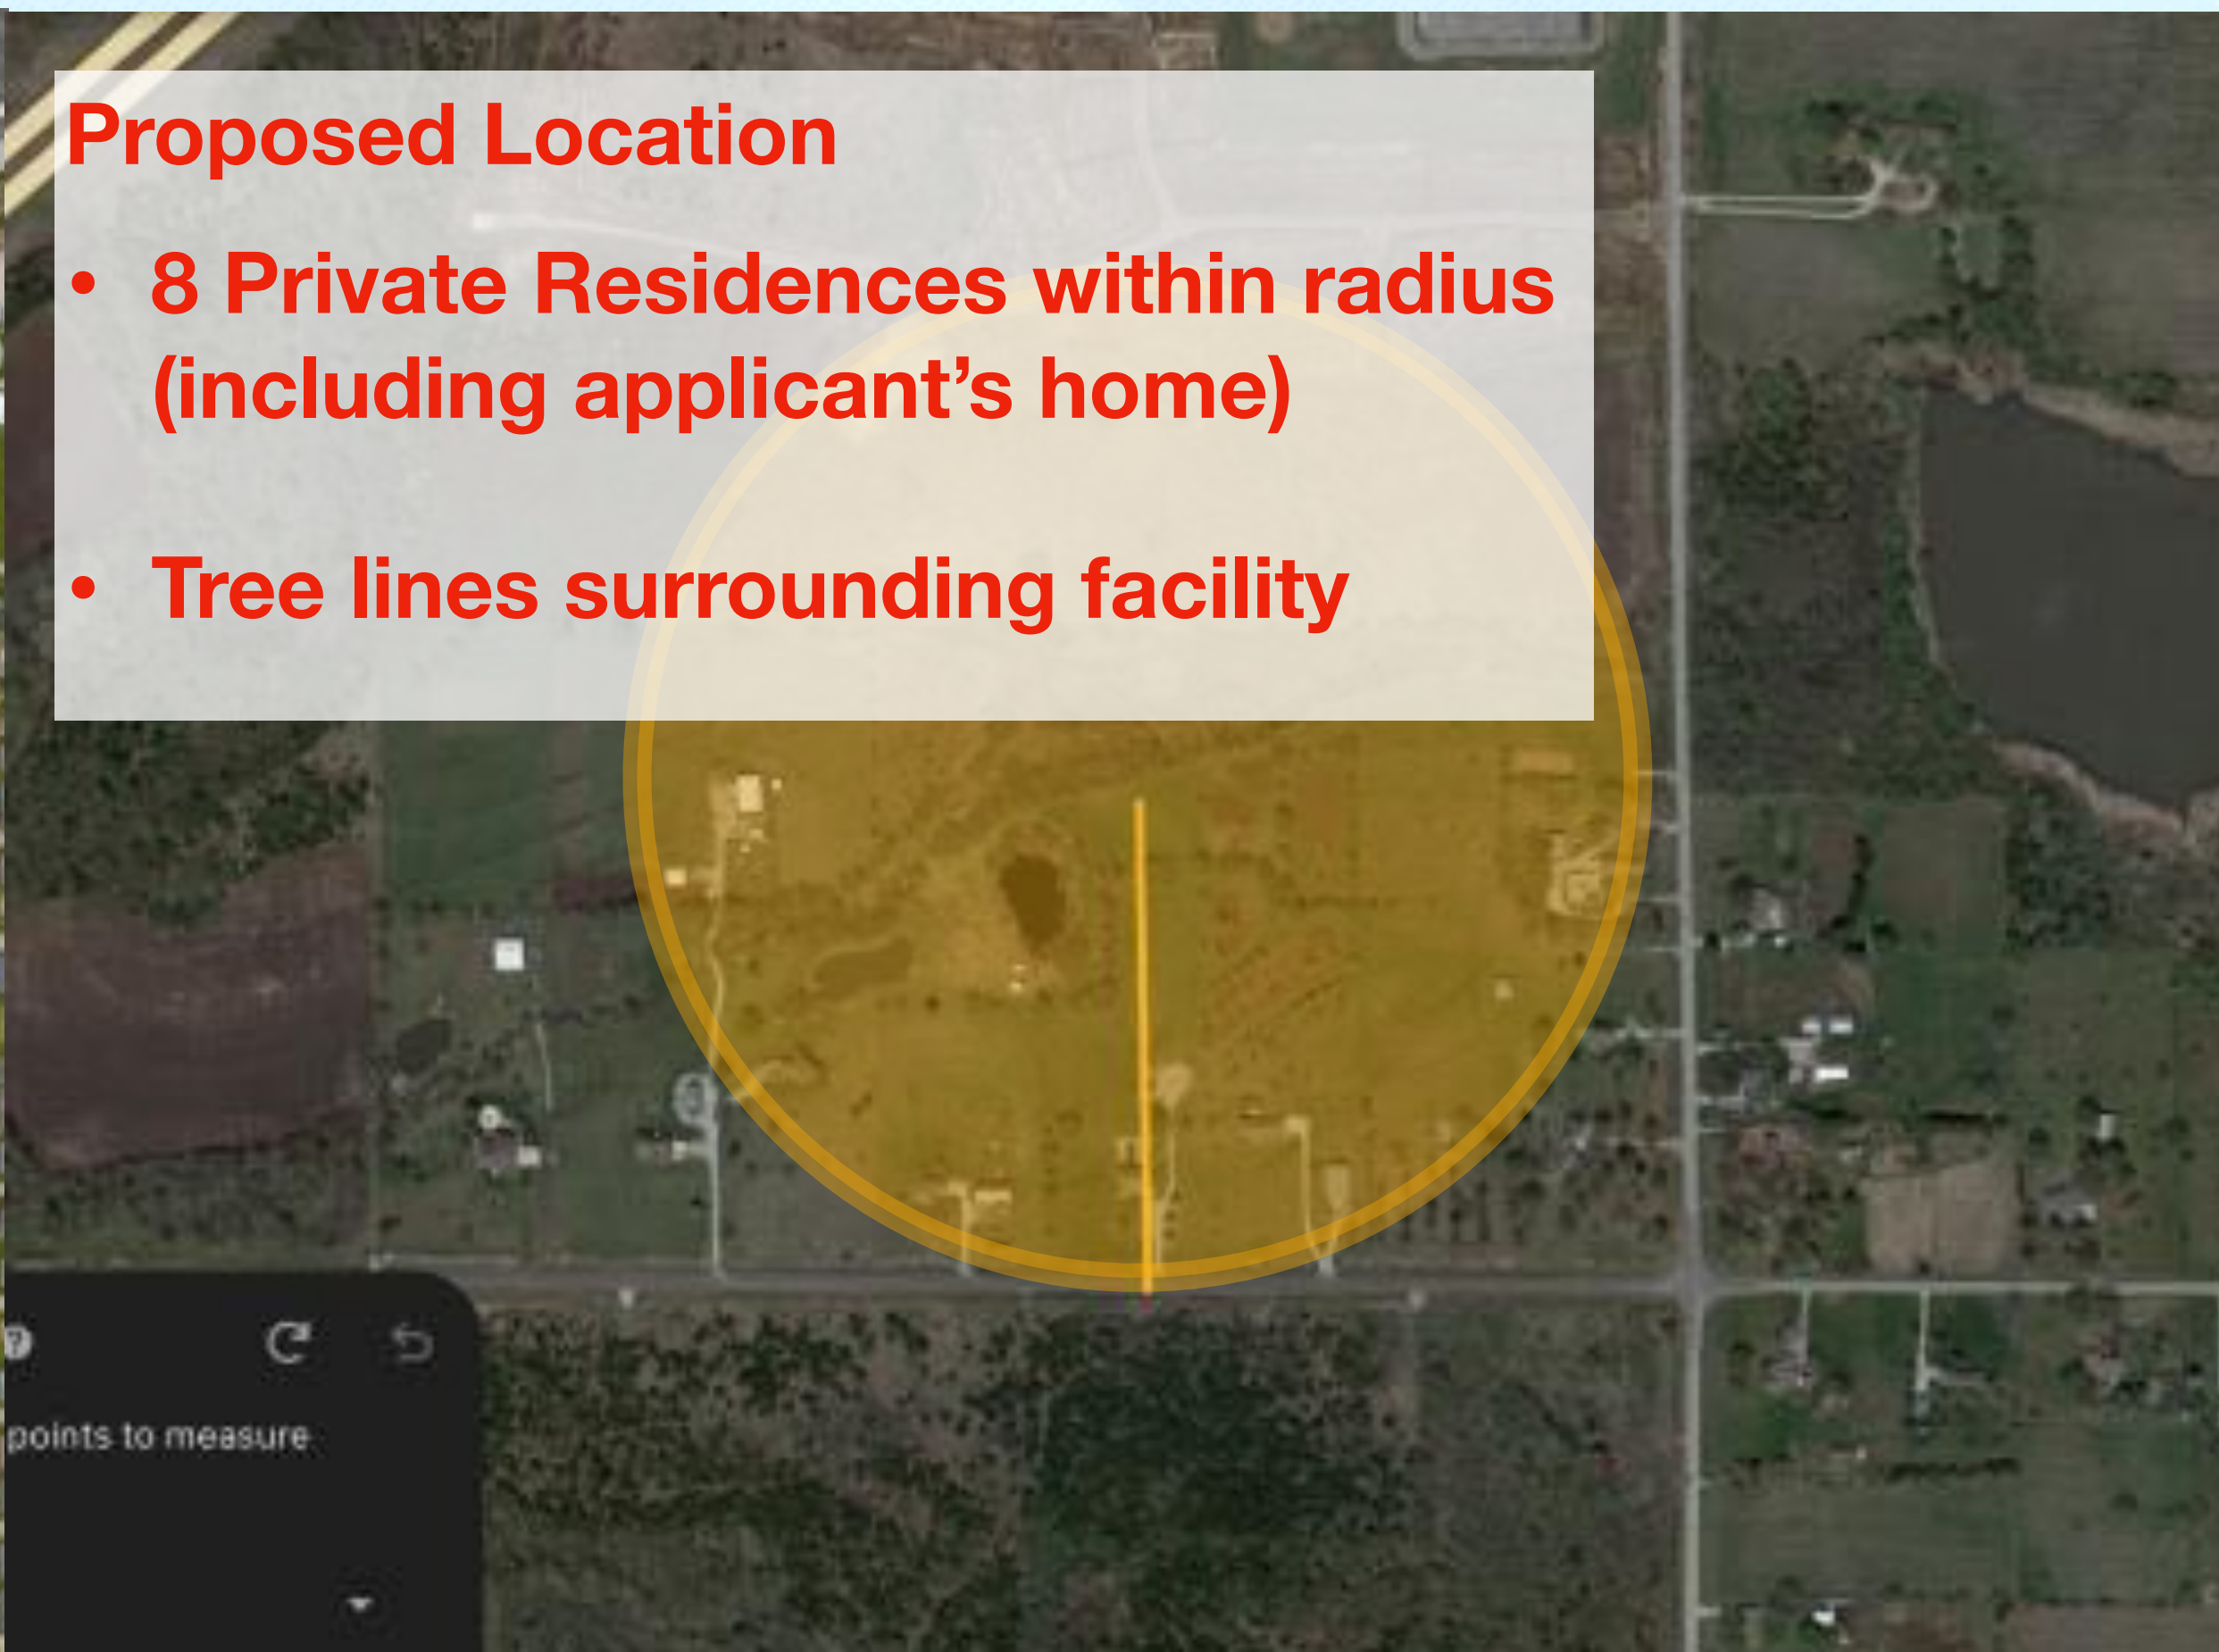 Proposed Location
• 8 Private Residences within radius
(including applicant’s home)
• Tree lines surrounding facility
points to measure